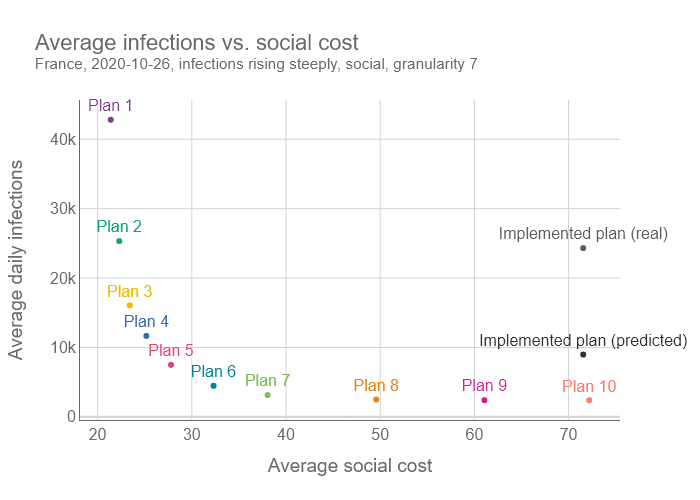 Average infections vs. social cost
France, 2020-10-26, infections rising steeply, social, granularity 7
Average daily infections
40k
30k
20k
10k
0
Plan 1
Plan 2
Implemented plan (real)
Plan 3
Plan 4
Implemented plan (predicted)
Plan 5
Plan 6
Plan 7
Plan 8
Plan 9
Plan 10
20
30
40
50
60
70
Average social cost